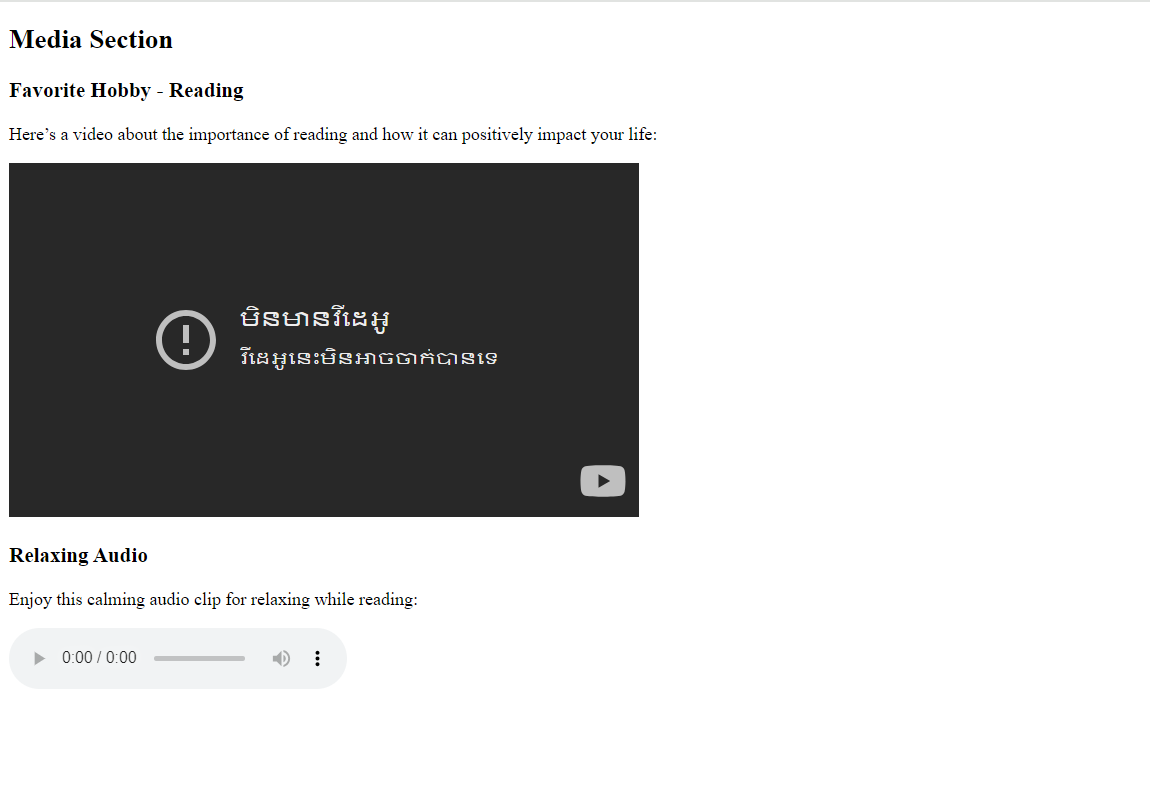 Media Section
Favorite Hobby - Reading
Here’s a video about the importance of reading and how it can positively impact your life:
មិនមានវីដេអូ
វីដេអូនេះមិនអាចចាក់បានទេ
Relaxing Audio
Enjoy this calming audio clip for relaxing while reading:
0:00 / 0:00